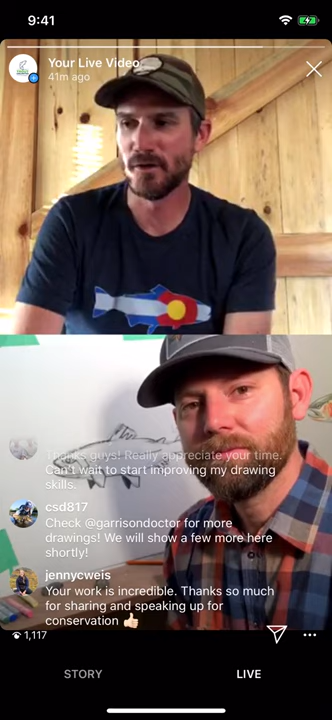 9:41
Your Live Video
41m ago
Thanks guys! Really appreciate your time.
Can't wait to start improving my drawing
skills.
csd817
Check @garrisondoctor for more
drawings! We will show a few more here
shortly!
jennycweis
Your work is incredible. Thanks so much
for sharing and speaking up for
conservation 👍🏻
1,117
STORY
LIVE